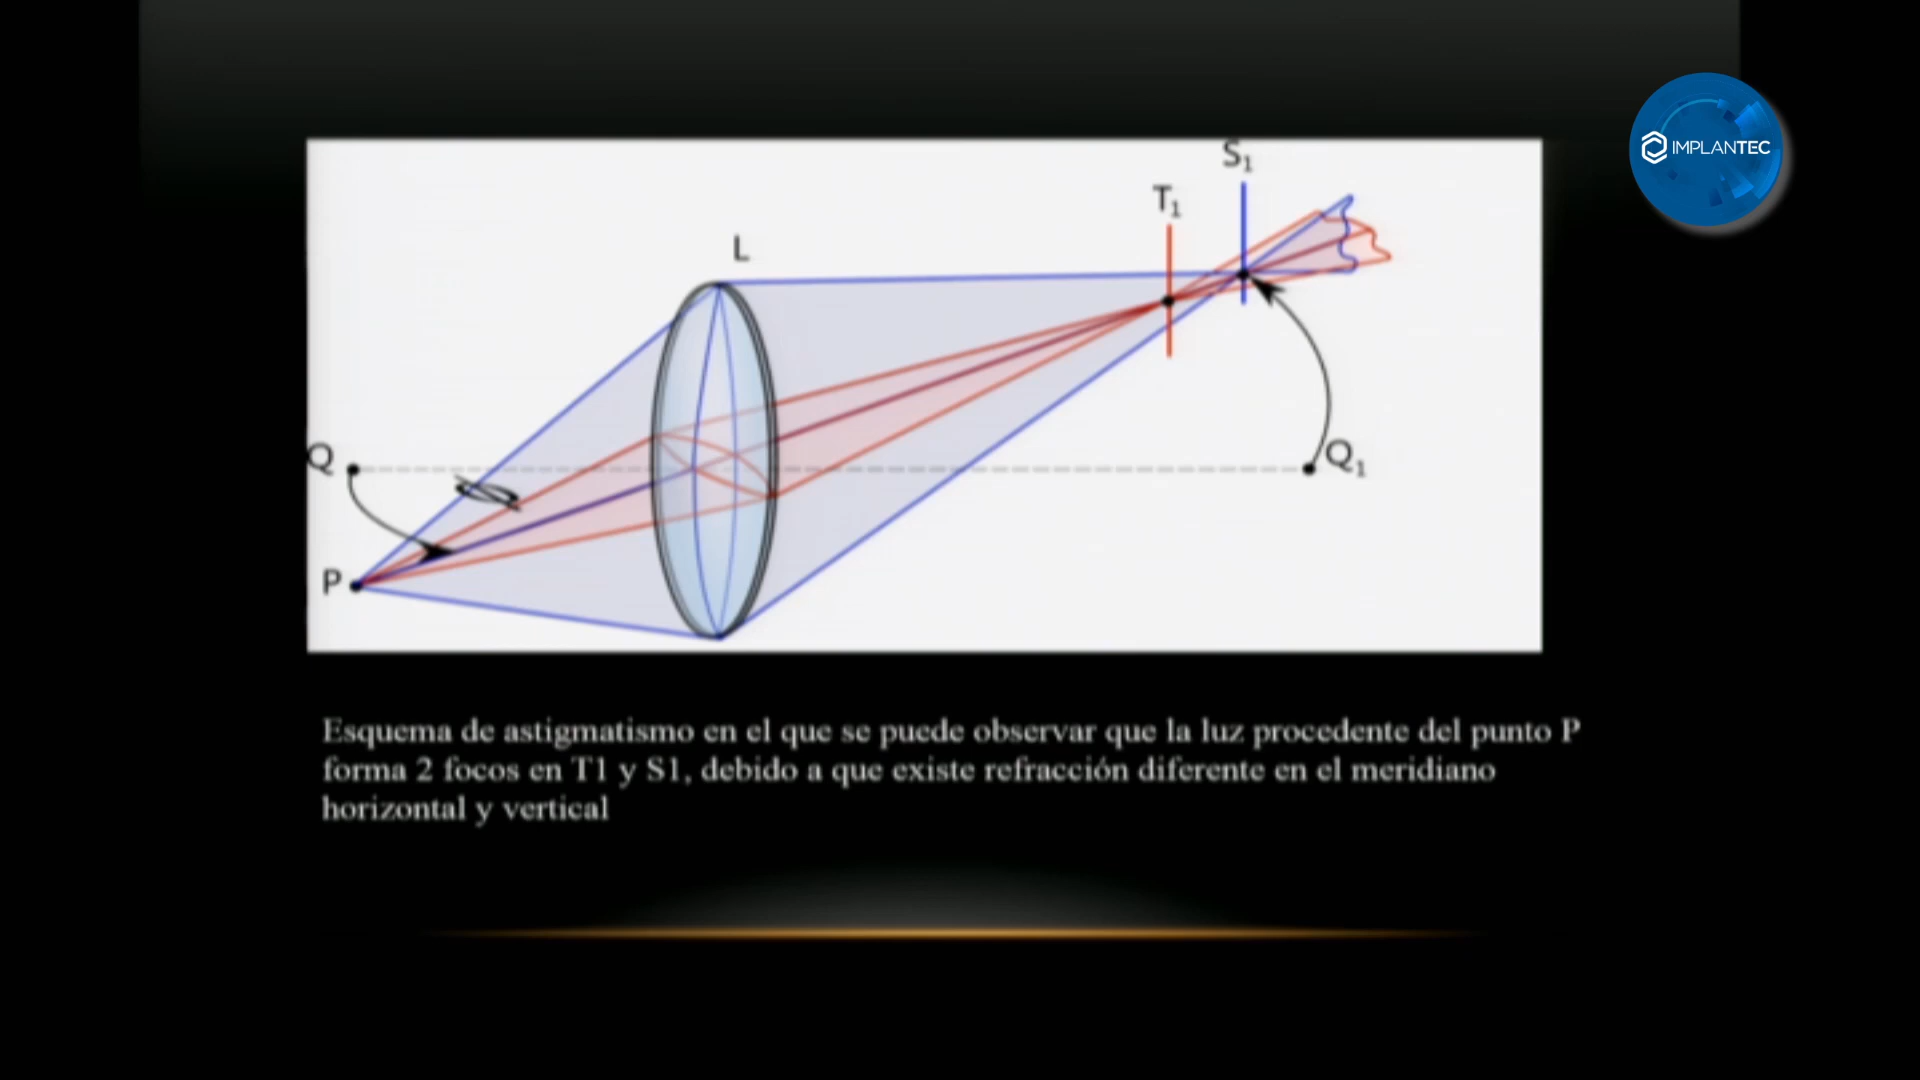 S1
T1
IMPLANTEC
L
Q
Q1
P
Esquema de astigmatismo en el que se puede observar que la luz procedente del punto P
forma 2 focos en T1 y S1, debido a que existe refracción diferente en el meridiano
horizontal y vertical